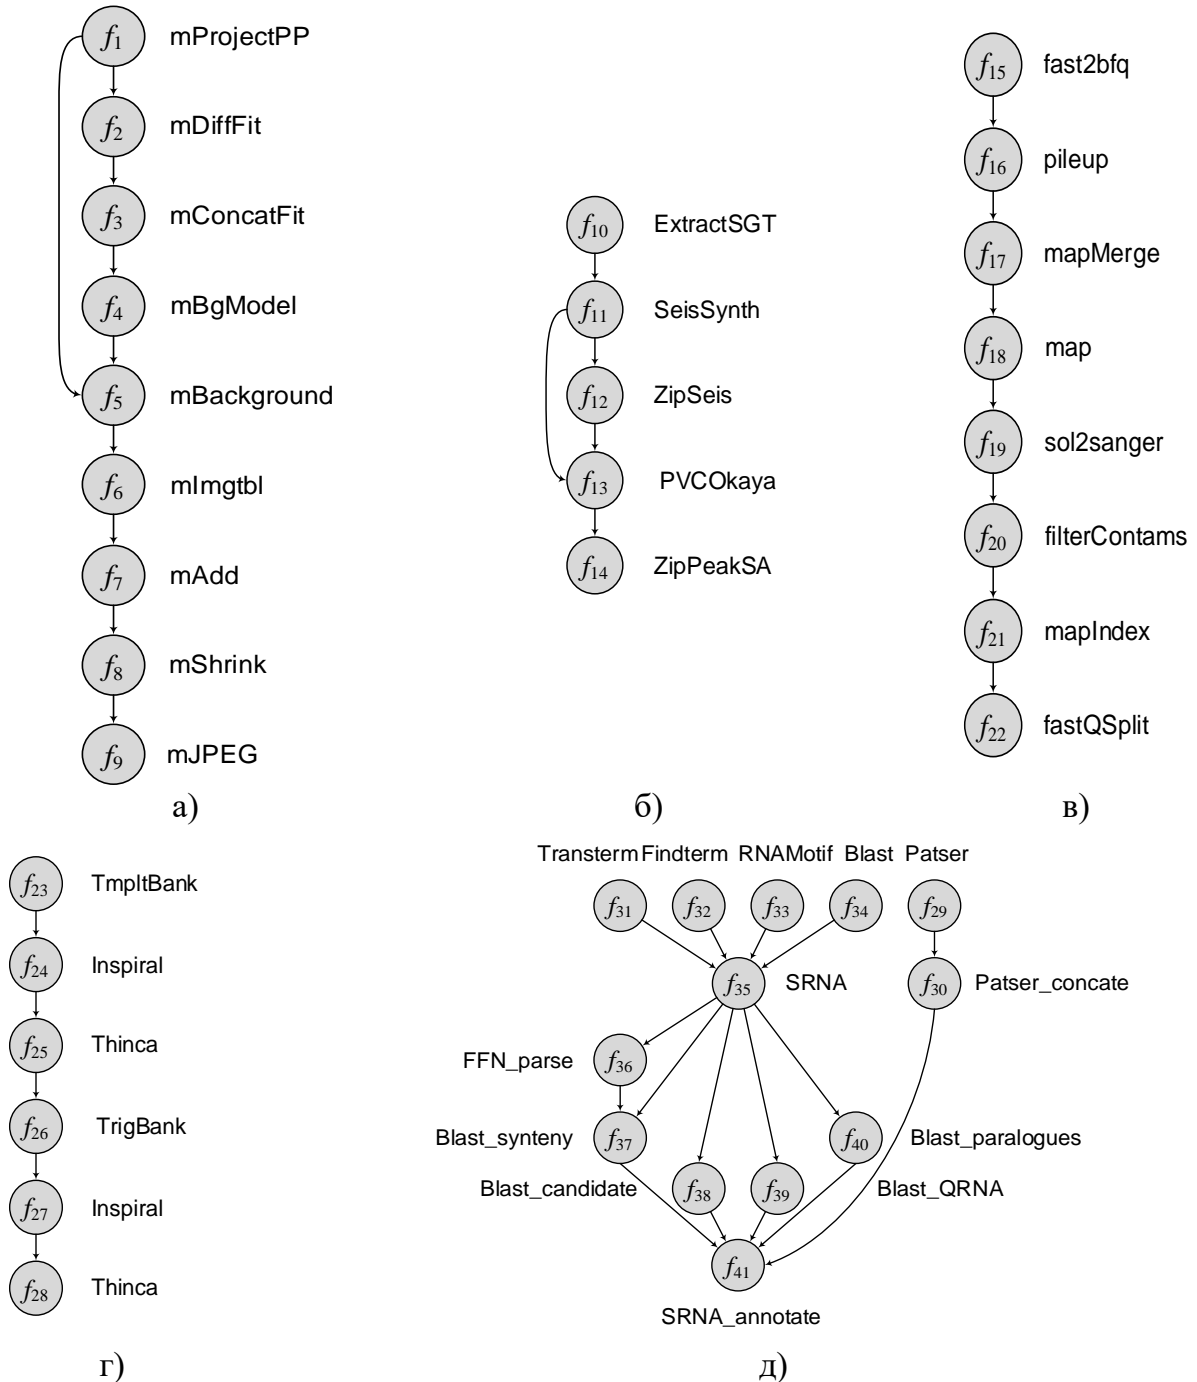 f1 mProjectPP
f2 mDiffFit
f3 mConcatFit
f4 mBgModel
f5 mBackground
f6 mImgtbl
f7 mAdd
f8 mShrink
f9 mJPEG
а)
f10 ExtractSGT
f11 SeisSynth
f12 ZipSeis
f13 PVCOkaya
f14 ZipPeakSA
б)
f15 fast2bfq
f16 pileup
f17 mapMerge
f18 map
f19 sol2sanger
f20 filterContams
f21 mapIndex
f22 fastQSplit
в)
f23 TmpltBank
f24 Inspiral
f25 Thinca
f26 TrigBank
f27 Inspiral
f28 Thinca
г)
Transterm Findterm RNAMotif Blast Patser
f31 f32 f33 f34 f29
f35 SRNA f30 Patser_concate
FFN_parse f36
Blast_synteny f37 f40 Blast_paralogues
Blast_candidate f38 f39 Blast_QRNA
f41
SRNA_annotate
д)